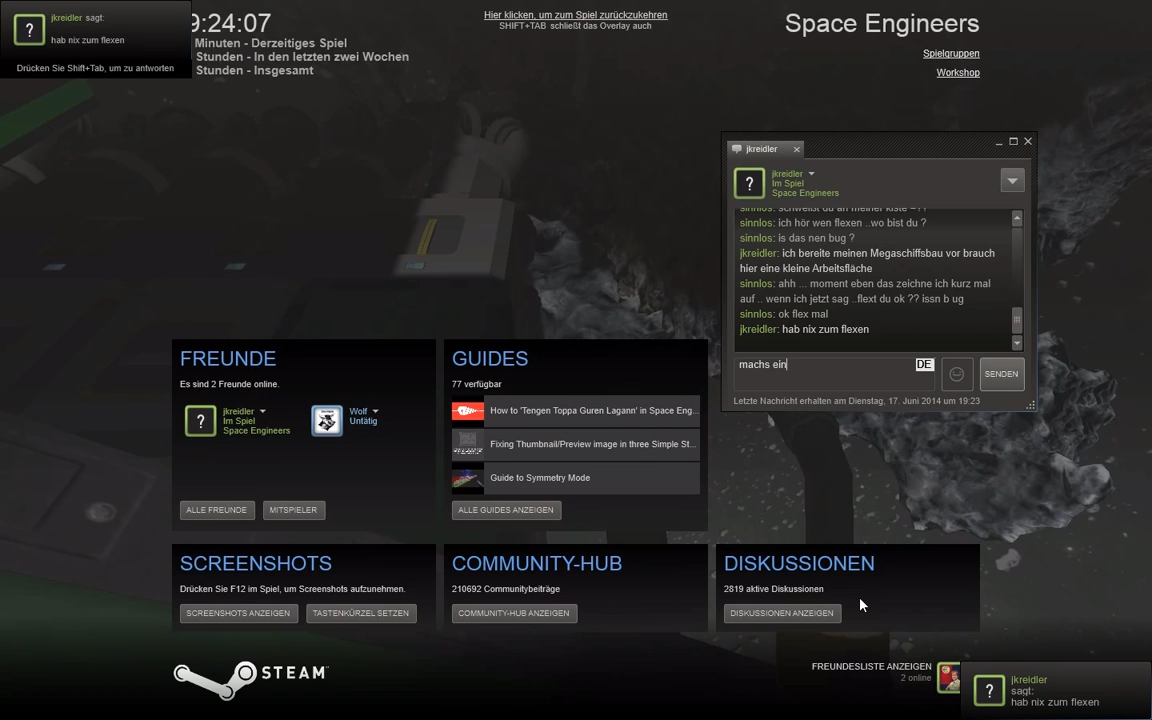 jkreidler sagt:
hab nix zum flexen
Drücken Sie Shift+Tab, um zu antworten
9:24:07
Minuten - Derzeitiges Spiel
Stunden - In den letzten zwei Wochen
Stunden - Insgesamt
Hier klicken, um zum Spiel zurückzukehren
SHIFT+TAB schließt das Overlay auch
Space Engineers
Spielgruppen
Workshop
jkreidler
jkreidler
Im Spiel
Space Engineers
sinnlos: schweißt du an meiner kiste =??
sinnlos: ich hör wen flexen ..wo bist du ?
sinnlos: is das nen bug ?
jkreidler: ich bereite meinen Megaschiffsbau vor brauch
hier eine kleine Arbeitsfläche
sinnlos: ahh ... moment eben das zeichne ich kurz mal
auf .. wenn ich jetzt sag ..flext du ok ?? issn b ug
sinnlos: ok flex mal
jkreidler: hab nix zum flexen
machs ein
DE
SENDEN
Letzte Nachricht erhalten am Dienstag, 17. Juni 2014 um 19:23
FREUNDE
Es sind 2 Freunde online.
jkreidler
Im Spiel
Space Engineers
Wolf
Untätig
ALLE FREUNDE
MITSPIELER
GUIDES
77 verfügbar
How to 'Tengen Toppa Guren Lagann' in Space Eng...
Fixing Thumbnail/Preview image in three Simple St...
Guide to Symmetry Mode
ALLE GUIDES ANZEIGEN
SCREENSHOTS
Drücken Sie F12 im Spiel, um Screenshots aufzunehmen.
SCREENSHOTS ANZEIGEN
TASTENKÜRZEL SETZEN
COMMUNITY-HUB
210692 Communitybeiträge
COMMUNITY-HUB ANZEIGEN
DISKUSSIONEN
2819 aktive Diskussionen
DISKUSSIONEN ANZEIGEN
STEAM
FREUNDESLISTE ANZEIGEN
2 online
jkreidler
sagt:
hab nix zum flexen